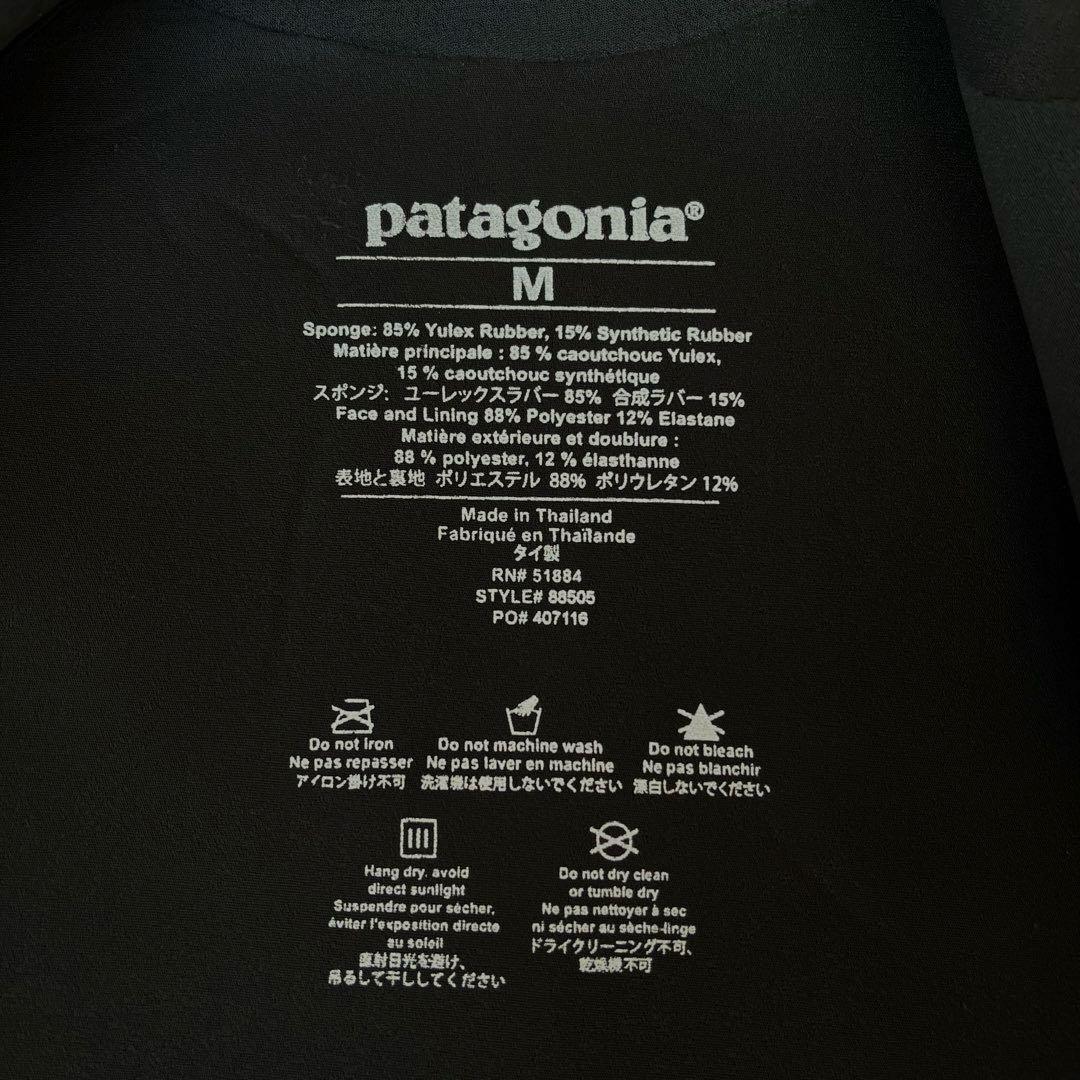 patagonia®
M
Sponge: 85% Yulex Rubber, 15% Synthetic Rubber
Matière principale : 85 % caoutchouc Yulex,
15 % caoutchouc synthétique
スポンジ: ユーレックスラバー 85% 合成ラバー 15%
Face and Lining 88% Polyester 12% Elastane
Matière extérieure et doublure :
88 % polyester, 12 % élasthanne
表地と裏地 ポリエステル 88% ポリウレタン 12%
Made in Thailand
Fabriqué en Thaïlande
タイ製
RN# 51884
STYLE# 88505
PO# 407116
Do not iron
Ne pas repasser
アイロン掛け不可
Do not machine wash
Ne pas laver en machine
洗濯機は使用しないでください
Do not bleach
Ne pas blanchir
漂白しないでください
Hang dry, avoid
direct sunlight
Suspendre pour sécher,
éviter l'exposition directe
au soleil
直射日光を避け、
吊るして干ししてください
Do not dry clean
or tumble dry
Ne pas nettoyer à sec
ni sécher au sèche-linge
ドライクリーニング不可、
乾燥機不可